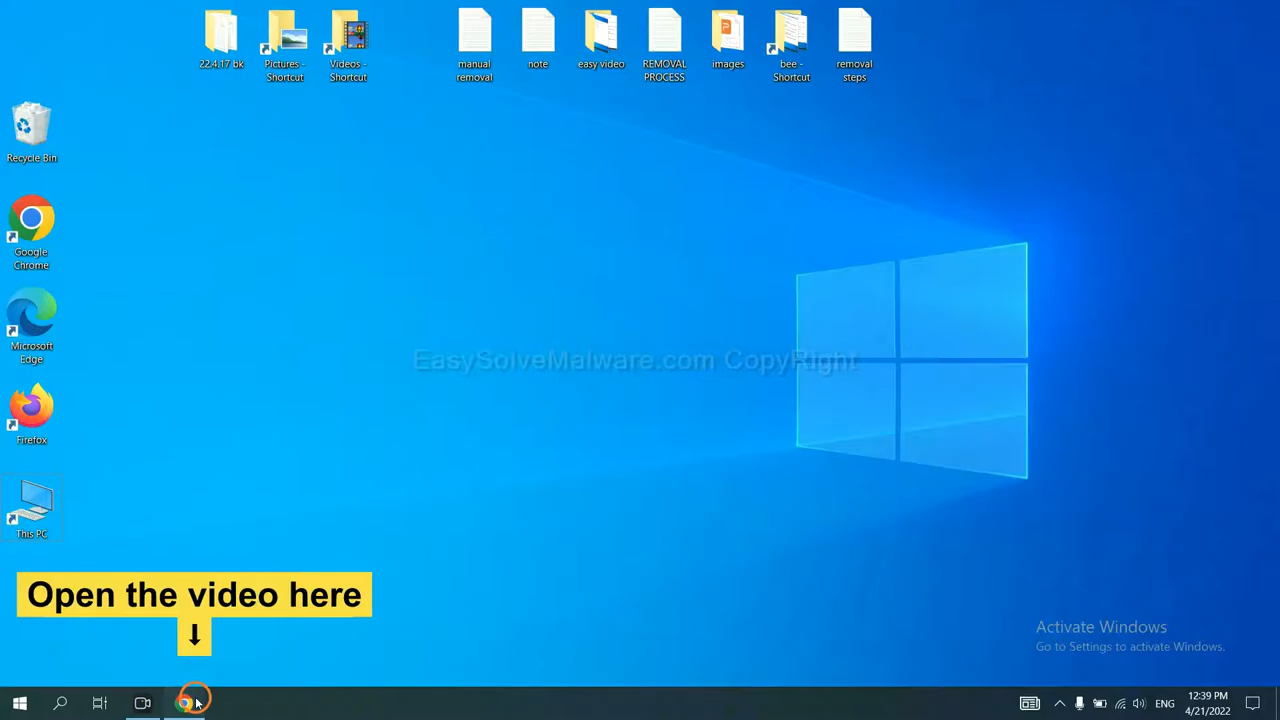 22.4.17 bk
Pictures -
Shortcut
Videos -
Shortcut
manual
removal
note
easy video
REMOVAL
PROCESS
images
bee -
Shortcut
removal
steps
Recycle Bin
Google
Chrome
Microsoft
Edge
Firefox
This PC
EasySolveMalware.com CopyRight
Open the video here
↓
Activate Windows
Go to Settings to activate Windows.
ENG
12:39 PM
4/21/2022